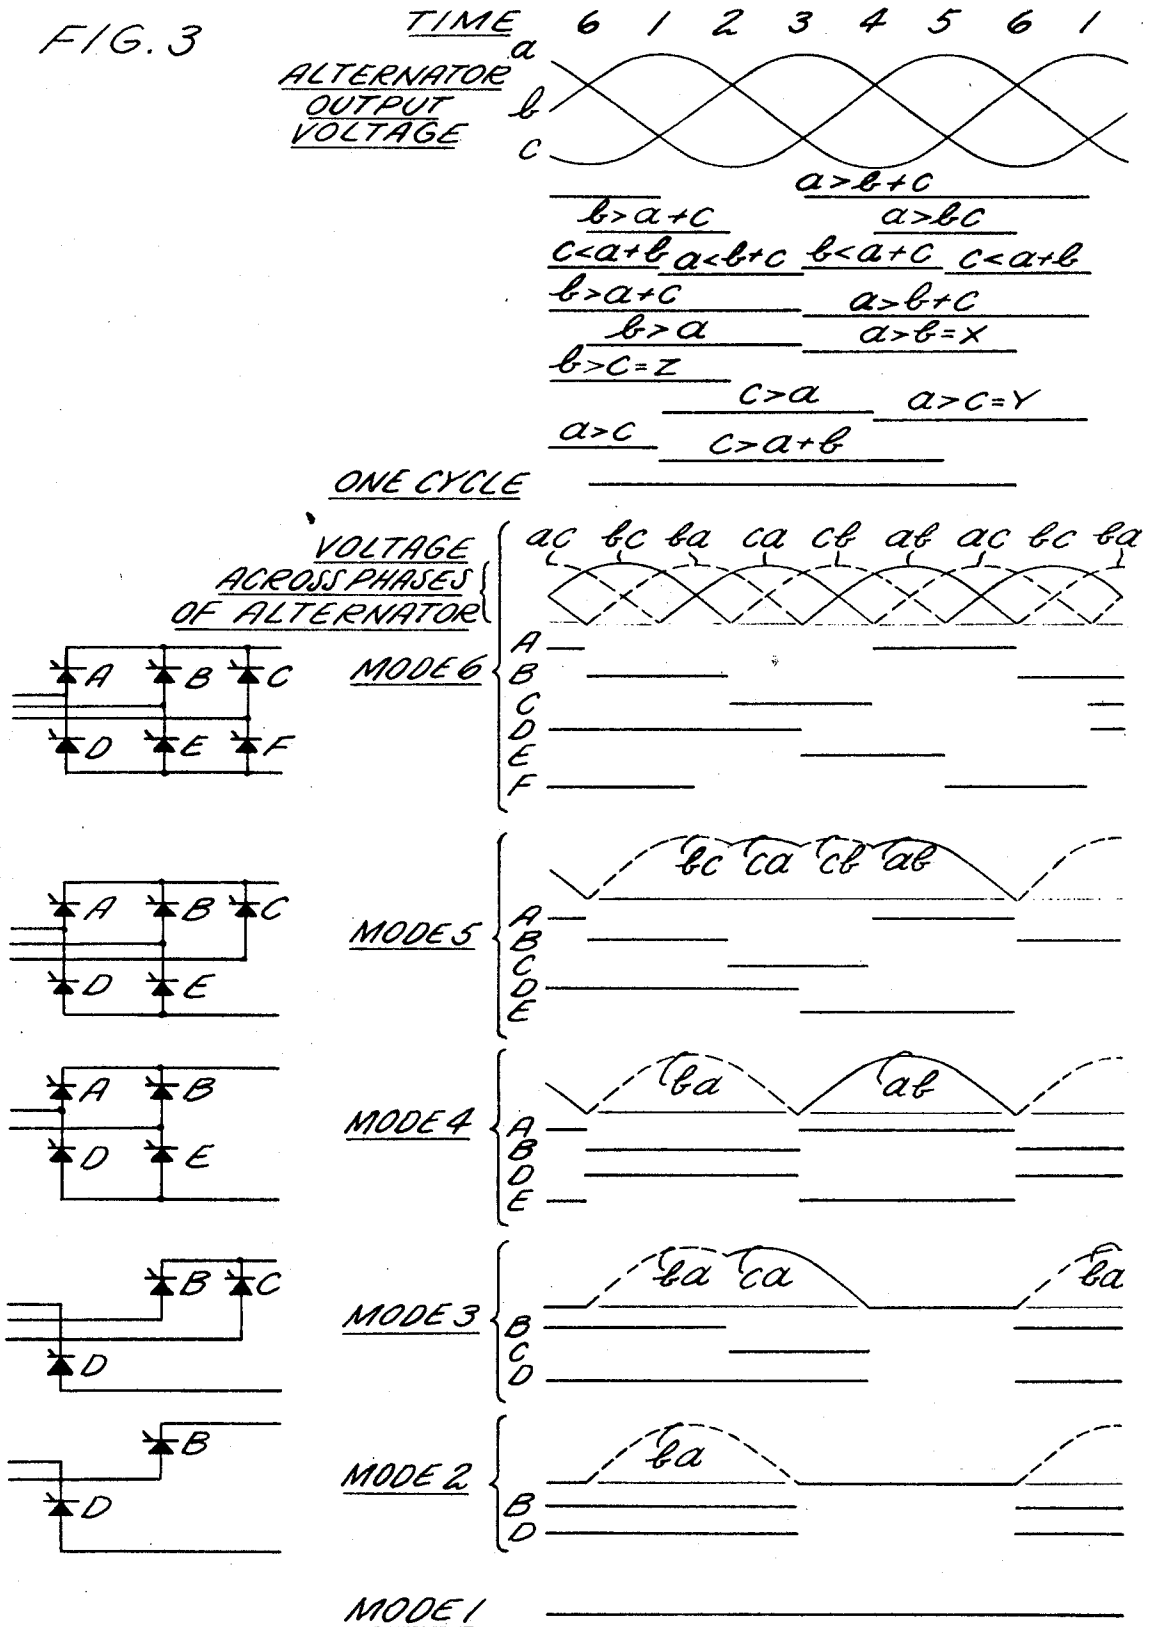 FIG. 3
TIME 6 1 2 3 4 5 6 1
a
ALTERNATOR
OUTPUT
VOLTAGE
b
c
a>b+c
b>a+c a>bc
c<a+b a<b+c b<a+c c<a+b
b>a+c a>b+c
b>a a>b=X
b>c=Z
c>a a>c=Y
a>c c>a+b
ONE CYCLE
VOLTAGE
ACROSS PHASES
OF ALTERNATOR
ac bc ba ca cb ab ac bc ba
A B C
D E F
MODE 6
A
B
C
D
E
F
bc ca cb ab
A B C
D E
MODE 5
A
B
C
D
E
ba ab
A B
D E
MODE 4
A
B
D
E
ba ca ba
B C
D
MODE 3
B
C
D
ba
B
D
MODE 2
B
D
MODE 1